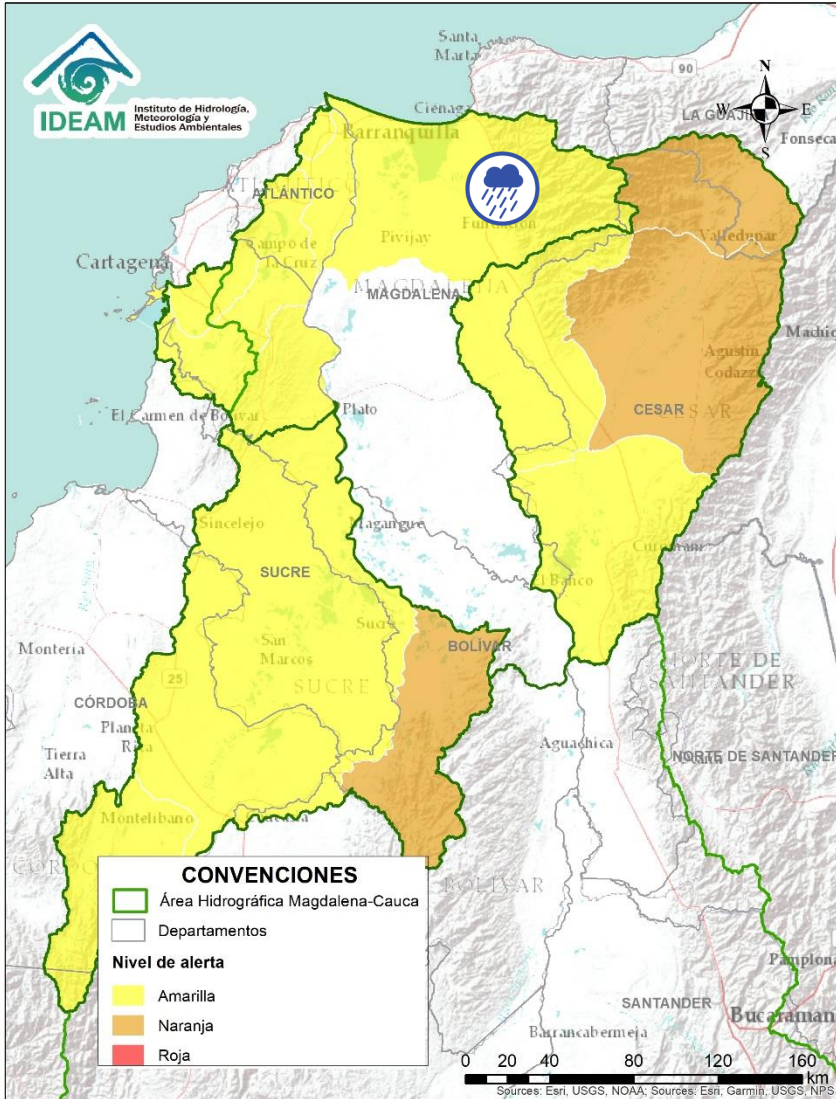 Santa
Marta
90
N
W E
S
IDEAM
Instituto de Hidrología,
Meteorología y
Estudios Ambientales
Ciénaga
Barranquilla
LA GUAJI
Fonseca
ATLÁNTICO
Fundación
Valledupar
Campo de
la Cruz
Pivijay
Cartagena
MAGDALENA
MAGDALENA
Agustín
Codazzi
CESAR
El Carmen de Bolívar
Plato
Sincelejo
Magangué
Curumaní
SUCRE
El Banco
Sucre
BOLÍVAR
San
Marcos
Montería
SUCRE
25
NORTE DE
SANTANDER
CÓRDOBA
Planeta
Rica
Aguachica
Tierra
Alta
NORTE DE SANTANDER
Montelíbano
BOLÍVAR
CONVENCIONES
Área Hidrográfica Magdalena-Cauca
Departamentos
Nivel de alerta
Amarilla
Naranja
Roja
Pamplona
SANTANDER
Bucaraman
Barrancabermeja
0 20 40 80 120 160
km
Sources: Esri, USGS, NOAA; Sources: Esri, Garmin, USGS, NPS